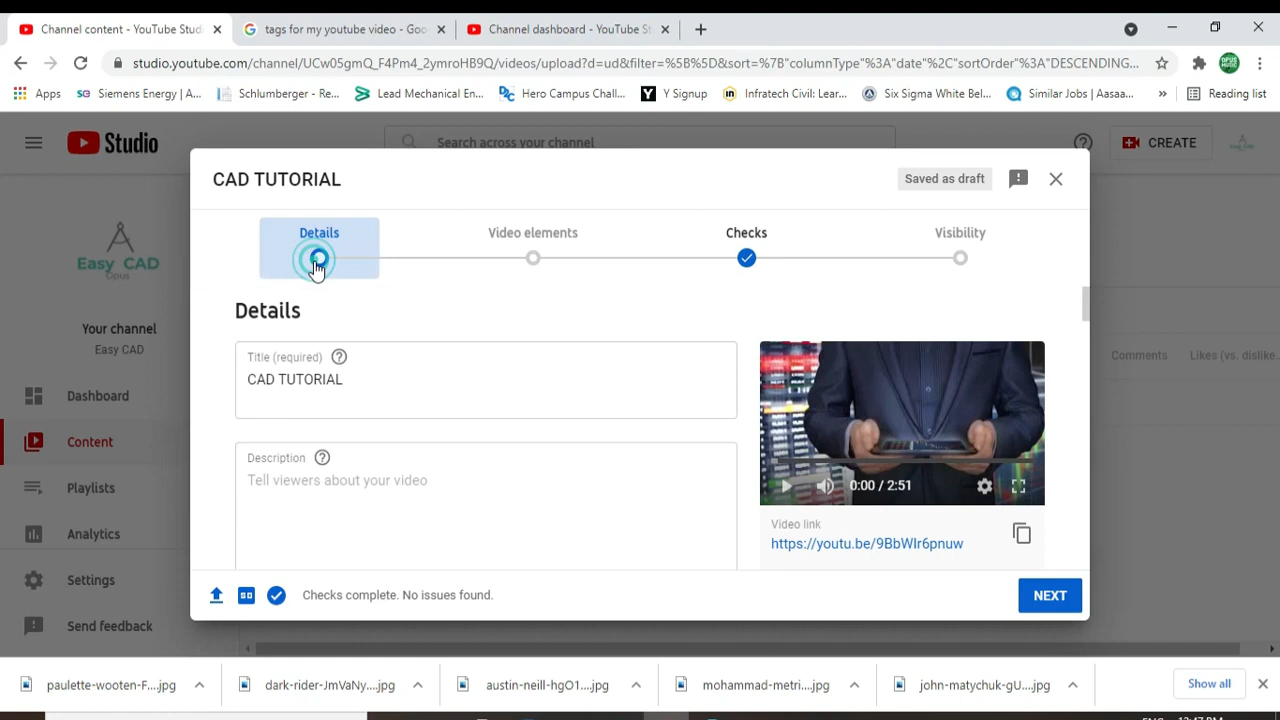 Channel content - YouTube Studi
tags for my youtube video - Goo
Channel dashboard - YouTube St
studio.youtube.com/channel/UCw05gmQ_F4Pm4_2ymroHB9Q/videos/upload?d=ud&filter=%5B%5D&sort=%7B"columnType"%3A"date"%2C"sortOrder"%3A"DESCENDING...
Apps
SG Siemens Energy | A...
Schlumberger - Re...
Lead Mechanical En...
Hero Campus Chall...
Y Y Signup
in Infratech Civil: Lear...
Six Sigma White Bel...
Similar Jobs | Aasaa...
»
Reading list
Studio
Search across your channel
CREATE
CAD TUTORIAL
Saved as draft
Details
Video elements
Checks
Visibility
Easy CAD
Opus
Your channel
Easy CAD
Dashboard
Content
Playlists
Analytics
Settings
Send feedback
Details
Title (required)
CAD TUTORIAL
Description
Tell viewers about your video
0:00 / 2:51
Video link
https://youtu.be/9BbWIr6pnuw
Comments
Likes (vs. dislike
SD
Checks complete. No issues found.
NEXT
paulette-wooten-F....jpg
dark-rider-JmVaNy....jpg
austin-neill-hgO1....jpg
mohammad-metri....jpg
john-matychuk-gU....jpg
Show all